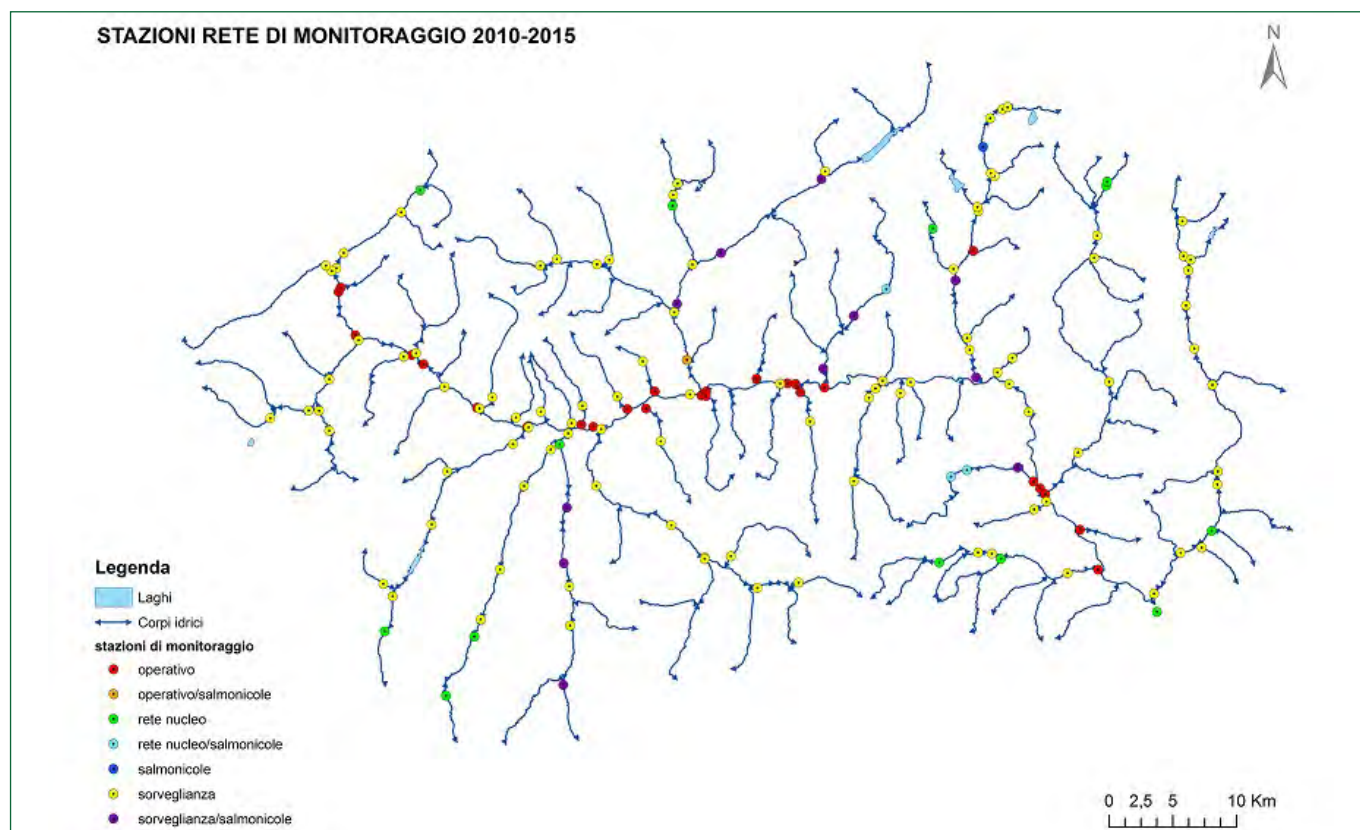 STAZIONI RETE DI MONITORAGGIO 2010-2015
N
Legenda
Laghi
Corpi idrici
stazioni di monitoraggio
operativo
operativo/salmonicole
rete nucleo
rete nucleo/salmonicole
salmonicole
sorveglianza
sorveglianza/salmonicole
0 2,5 5 10 Km